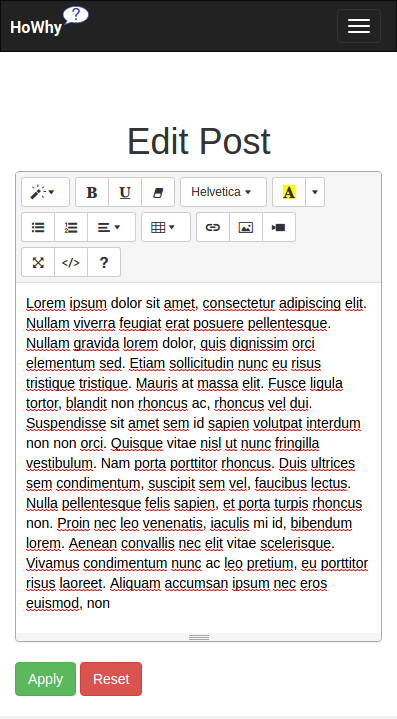 HoWhy?
Edit Post
B U
Helvetica
A
</> ?
Lorem ipsum dolor sit amet, consectetur adipiscing elit.
Nullam viverra feugiat erat posuere pellentesque.
Nullam gravida lorem dolor, quis dignissim orci
elementum sed. Etiam sollicitudin nunc eu risus
tristique tristique. Mauris at massa elit. Fusce ligula
tortor, blandit non rhoncus ac, rhoncus vel dui.
Suspendisse sit amet sem id sapien volutpat interdum
non non orci. Quisque vitae nisl ut nunc fringilla
vestibulum. Nam porta porttitor rhoncus. Duis ultrices
sem condimentum, suscipit sem vel, faucibus lectus.
Nulla pellentesque felis sapien, et porta turpis rhoncus
non. Proin nec leo venenatis, iaculis mi id, bibendum
lorem. Aenean convallis nec elit vitae scelerisque.
Vivamus condimentum nunc ac leo pretium, eu porttitor
risus laoreet. Aliquam accumsan ipsum nec eros
euismod, non
Apply
Reset